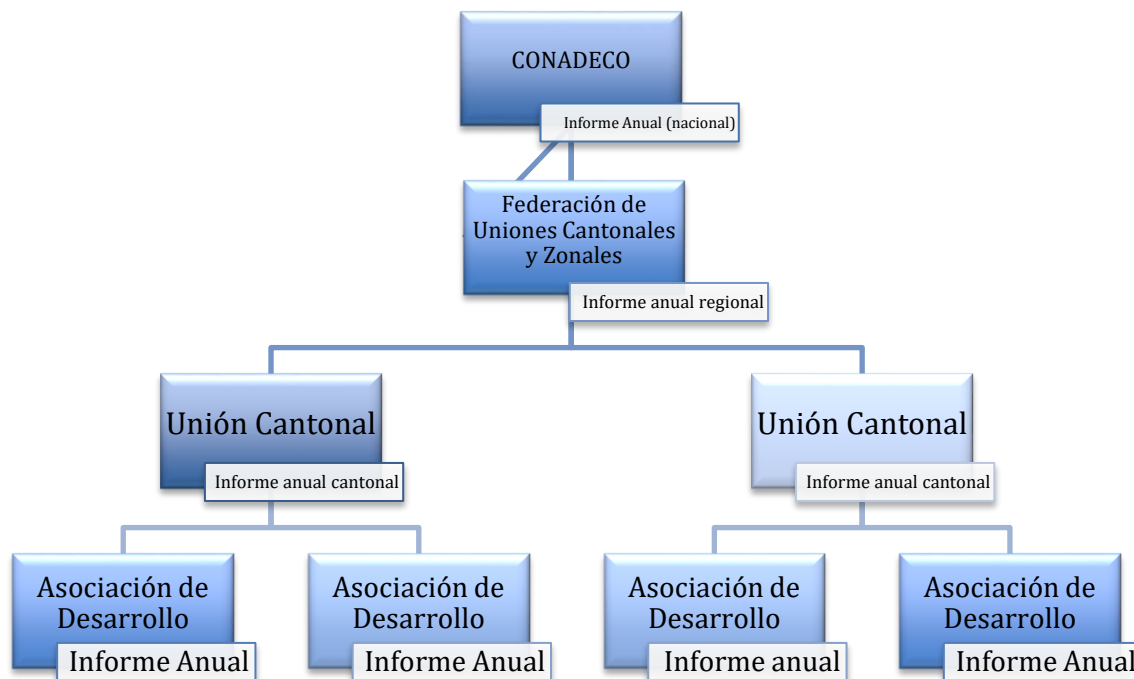 CONADECO
Informe Anual (nacional)
Federación de
Uniones Cantonales
y Zonales
Informe anual regional
Unión Cantonal
Informe anual cantonal
Unión Cantonal
Informe anual cantonal
Asociación de
Desarrollo
Informe Anual
Asociación de
Desarrollo
Informe Anual
Asociación de
Desarrollo
Informe anual
Asociación de
Desarrollo
Informe Anual